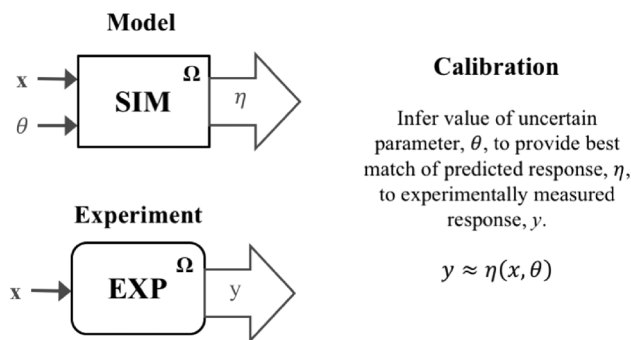 Model
x
θ
SIM
Ω
η
Experiment
x
EXP
Ω
y
Calibration
Infer value of uncertain
parameter, θ, to provide best
match of predicted response, η,
to experimentally measured
response, y.
y ≈ η(x, θ)